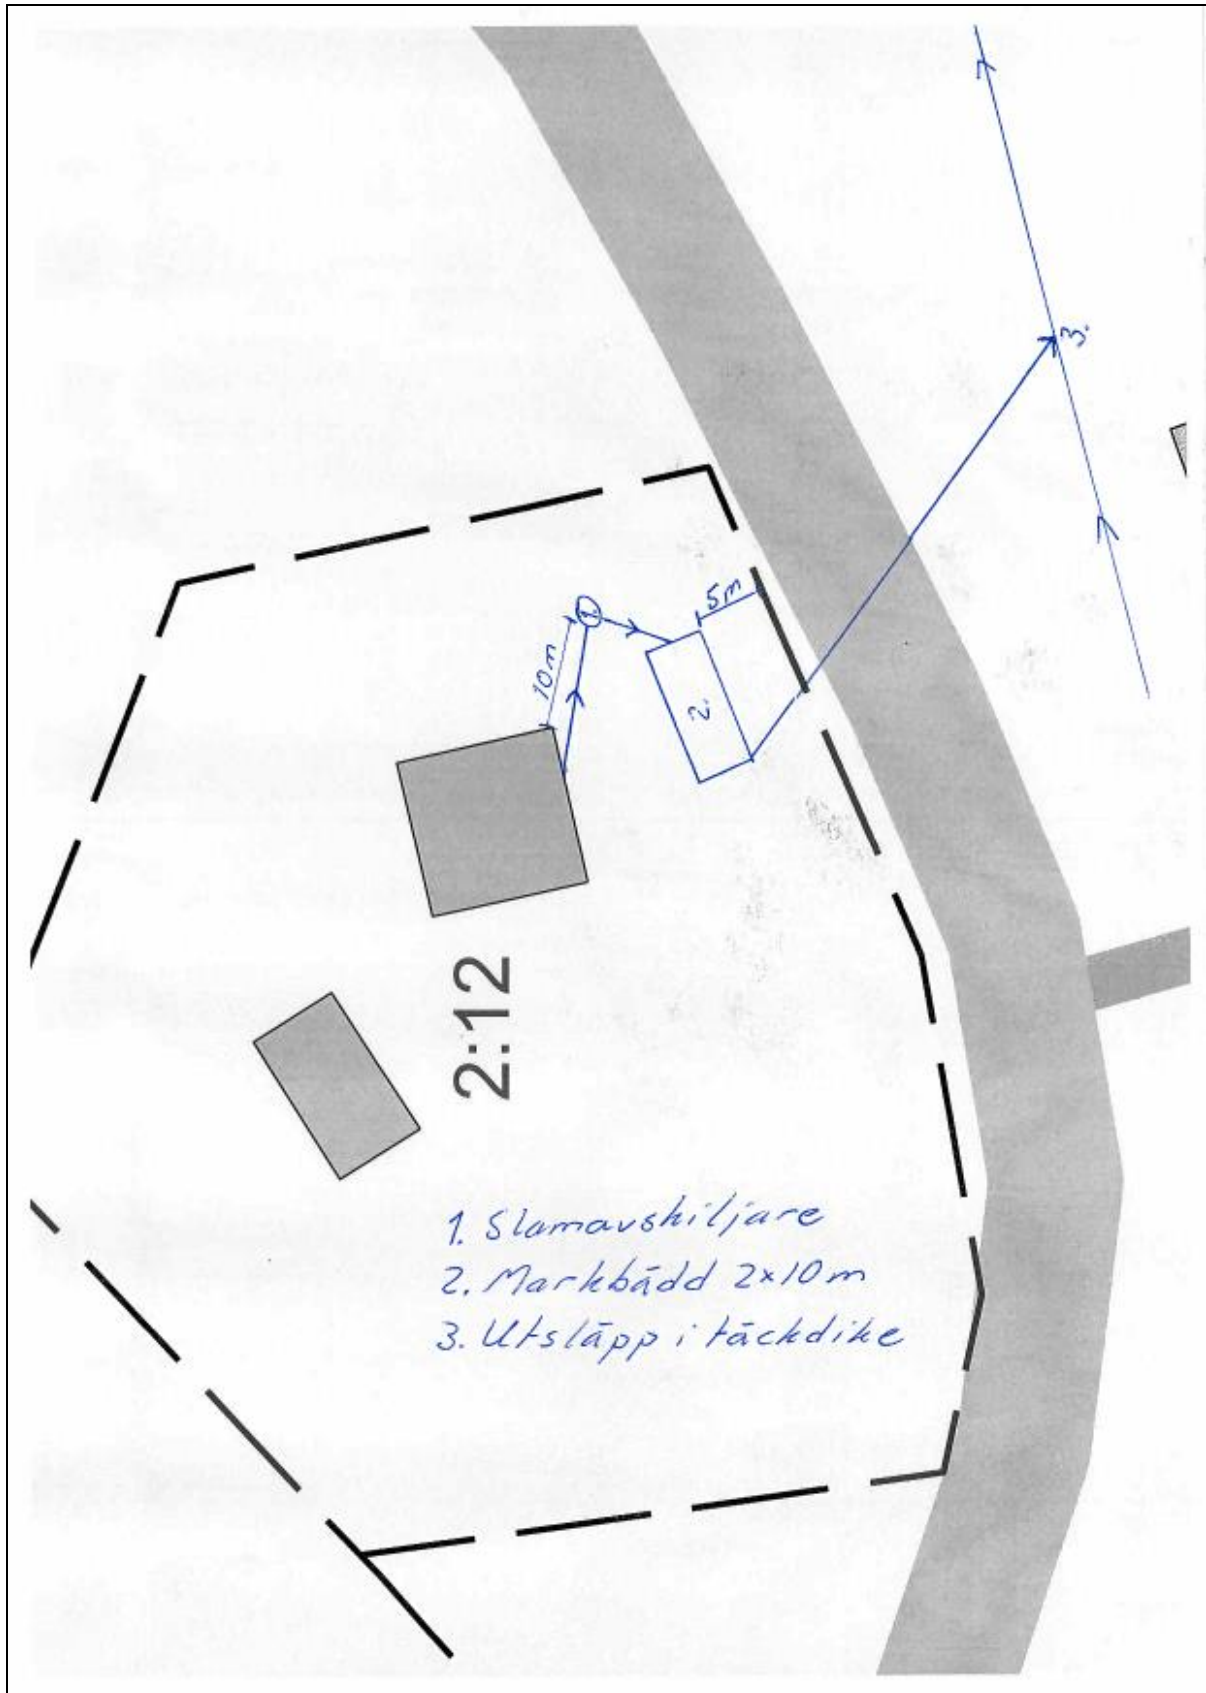 3.
5m
1.
10m
2.
2:12
1. Slamavskiljare
2. Markbädd 2x10m
3. Utsläpp i täckdike